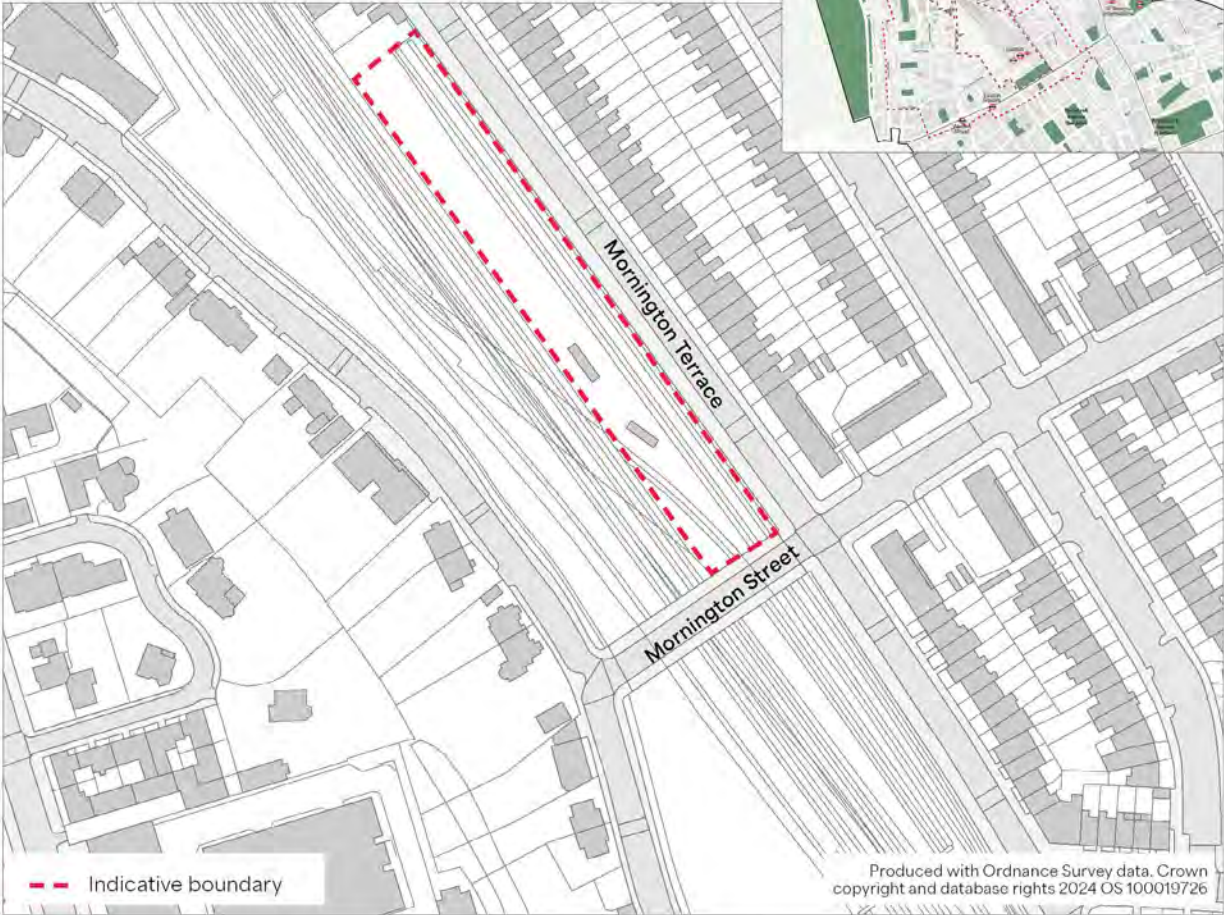 Mornington Terrace
Mornington Street
Indicative boundary
Produced with Ordnance Survey data. Crown
copyright and database rights 2024 OS 100019726